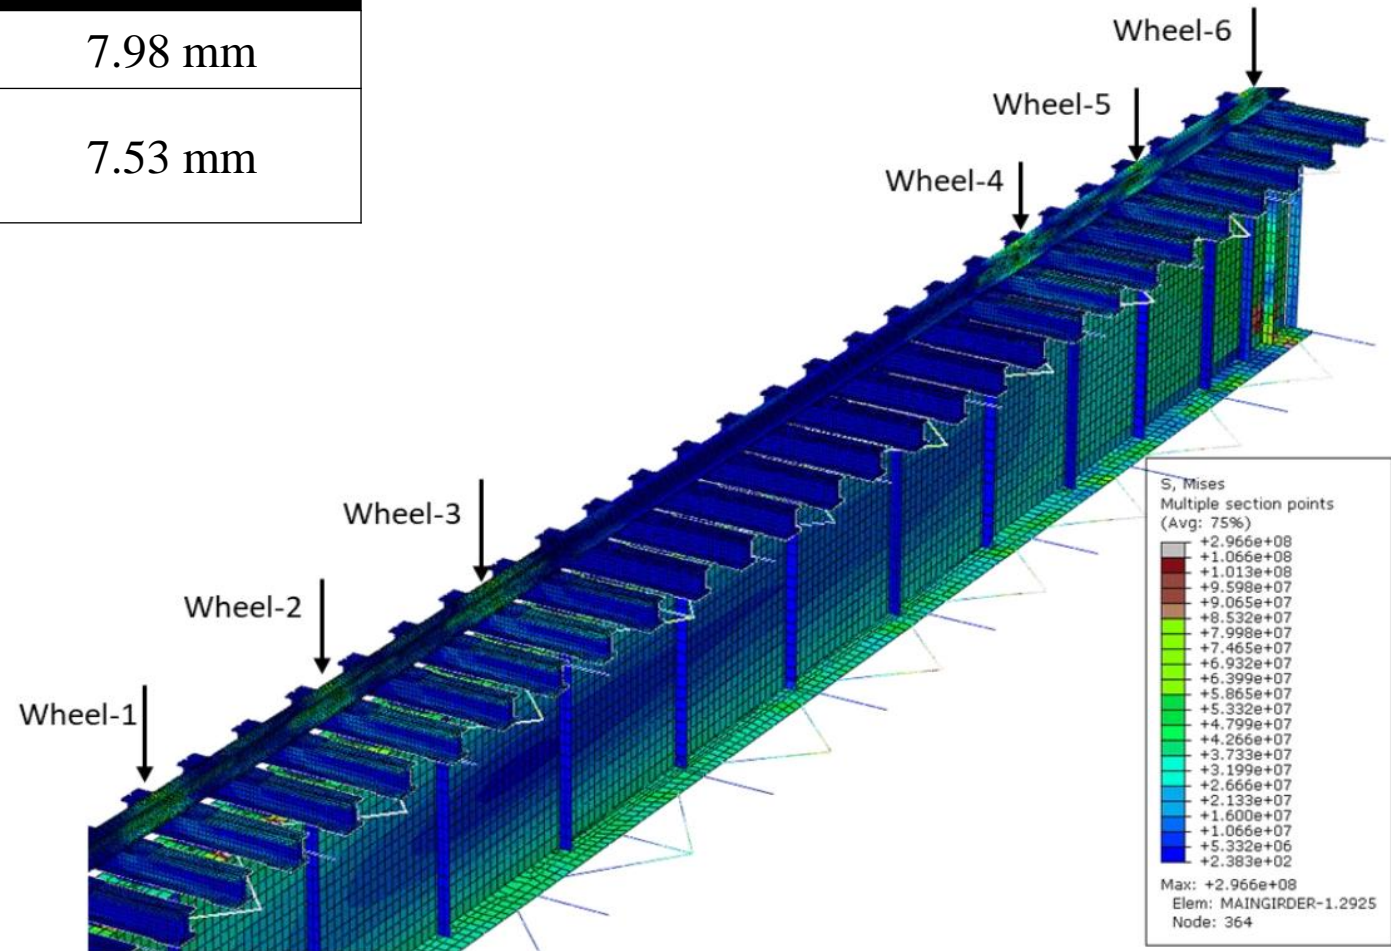 7.98 mm
7.53 mm
Wheel-6
Wheel-5
Wheel-4
Wheel-3
Wheel-2
Wheel-1
S, Mises
Multiple section points
(Avg: 75%)
+2.966e+08
+1.066e+08
+1.013e+08
+9.598e+07
+9.065e+07
+8.532e+07
+7.998e+07
+7.465e+07
+6.932e+07
+6.399e+07
+5.865e+07
+5.332e+07
+4.799e+07
+4.266e+07
+3.733e+07
+3.199e+07
+2.666e+07
+2.133e+07
+1.600e+07
+1.066e+07
+5.332e+06
+2.383e+02
Max: +2.966e+08
Elem: MAINGIRDER-1.2925
Node: 364